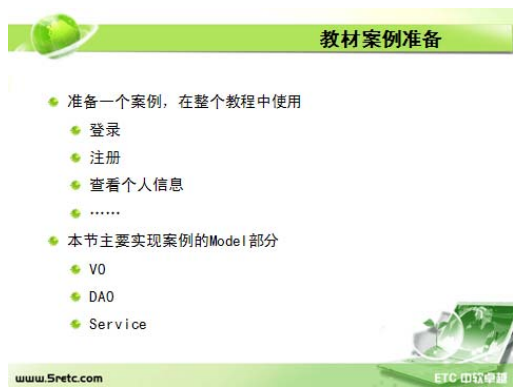 教材案例准备
准备一个案例，在整个教程中使用
登录
注册
查看个人信息
……
本节主要实现案例的Model部分
VO
DAO
Service
www.5retc.com
ETC 中软卓越